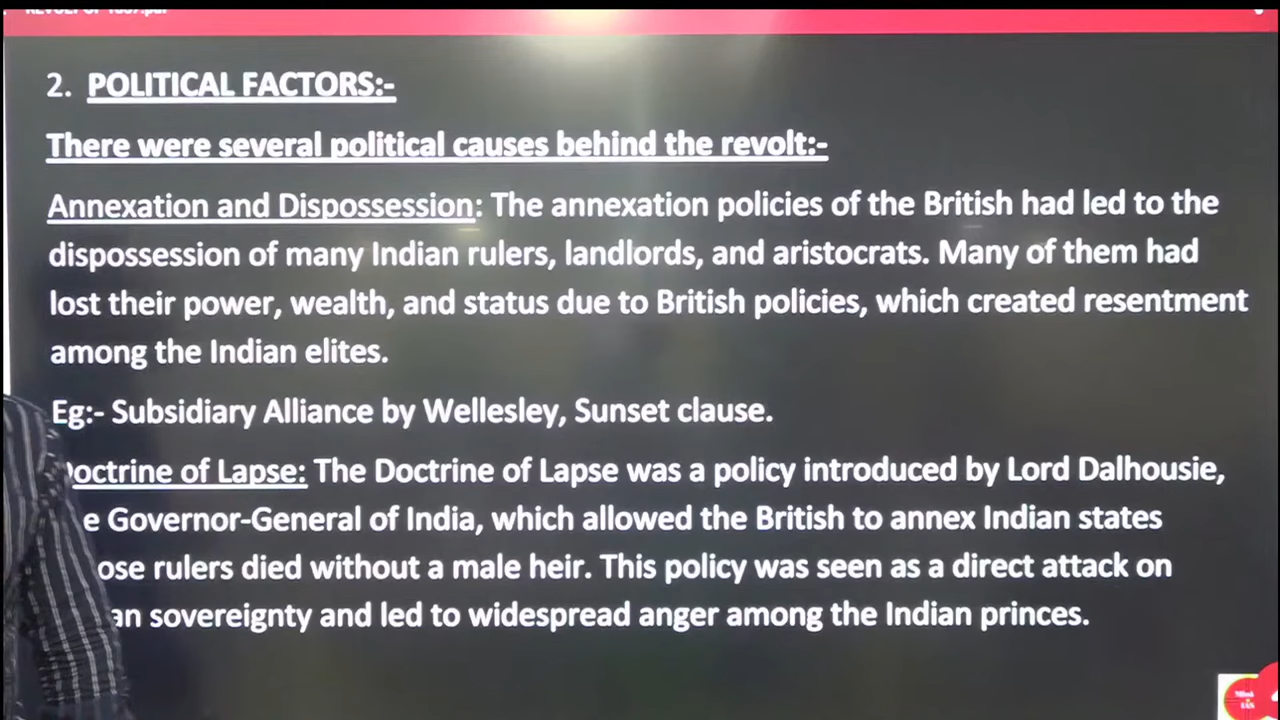 2. POLITICAL FACTORS:-
There were several political causes behind the revolt:-
Annexation and Dispossession: The annexation policies of the British had led to the
dispossession of many Indian rulers, landlords, and aristocrats. Many of them had
lost their power, wealth, and status due to British policies, which created resentment
among the Indian elites.
Eg:- Subsidiary Alliance by Wellesley, Sunset clause.
octrine of Lapse: The Doctrine of Lapse was a policy introduced by Lord Dalhousie,
e Governor-General of India, which allowed the British to annex Indian states
ose rulers died without a male heir. This policy was seen as a direct attack on
an sovereignty and led to widespread anger among the Indian princes.